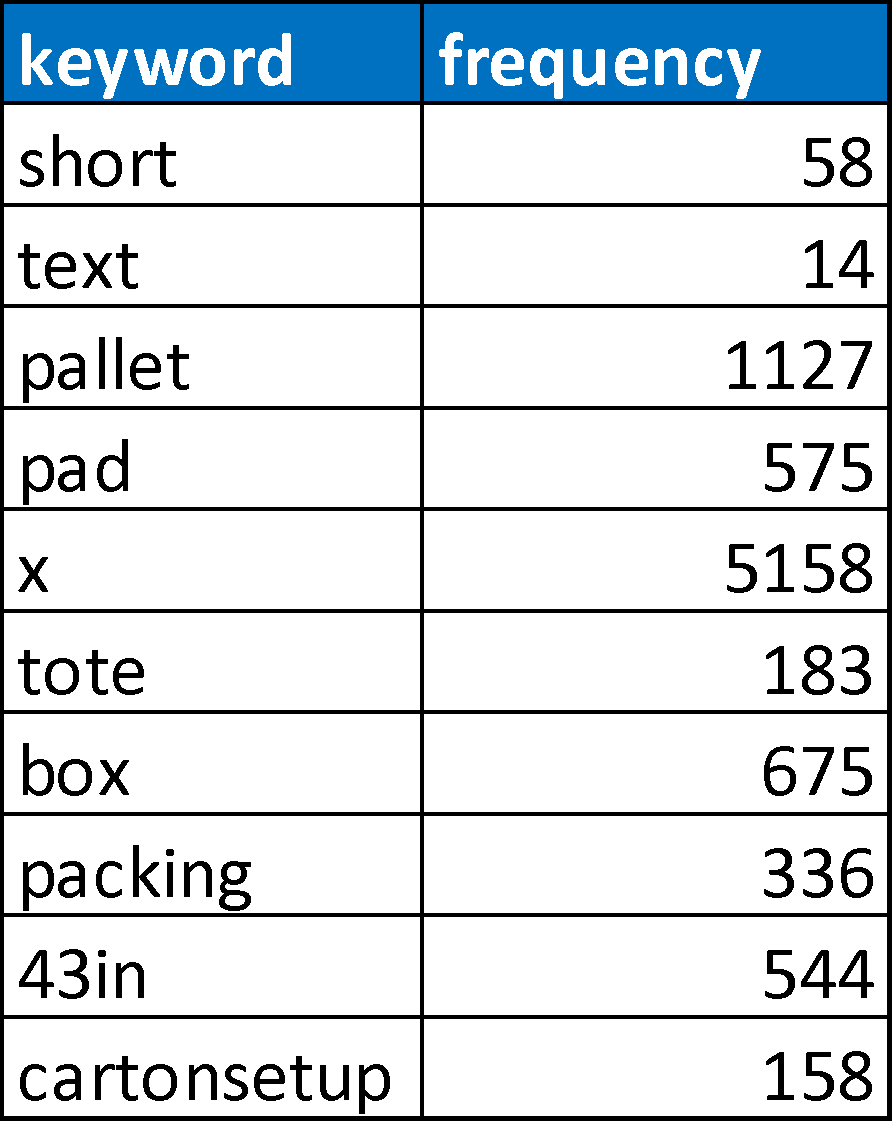 keyword frequency
short 58
text 14
pallet 1127
pad 575
x 5158
tote 183
box 675
packing 336
43in 544
cartonsetup 158